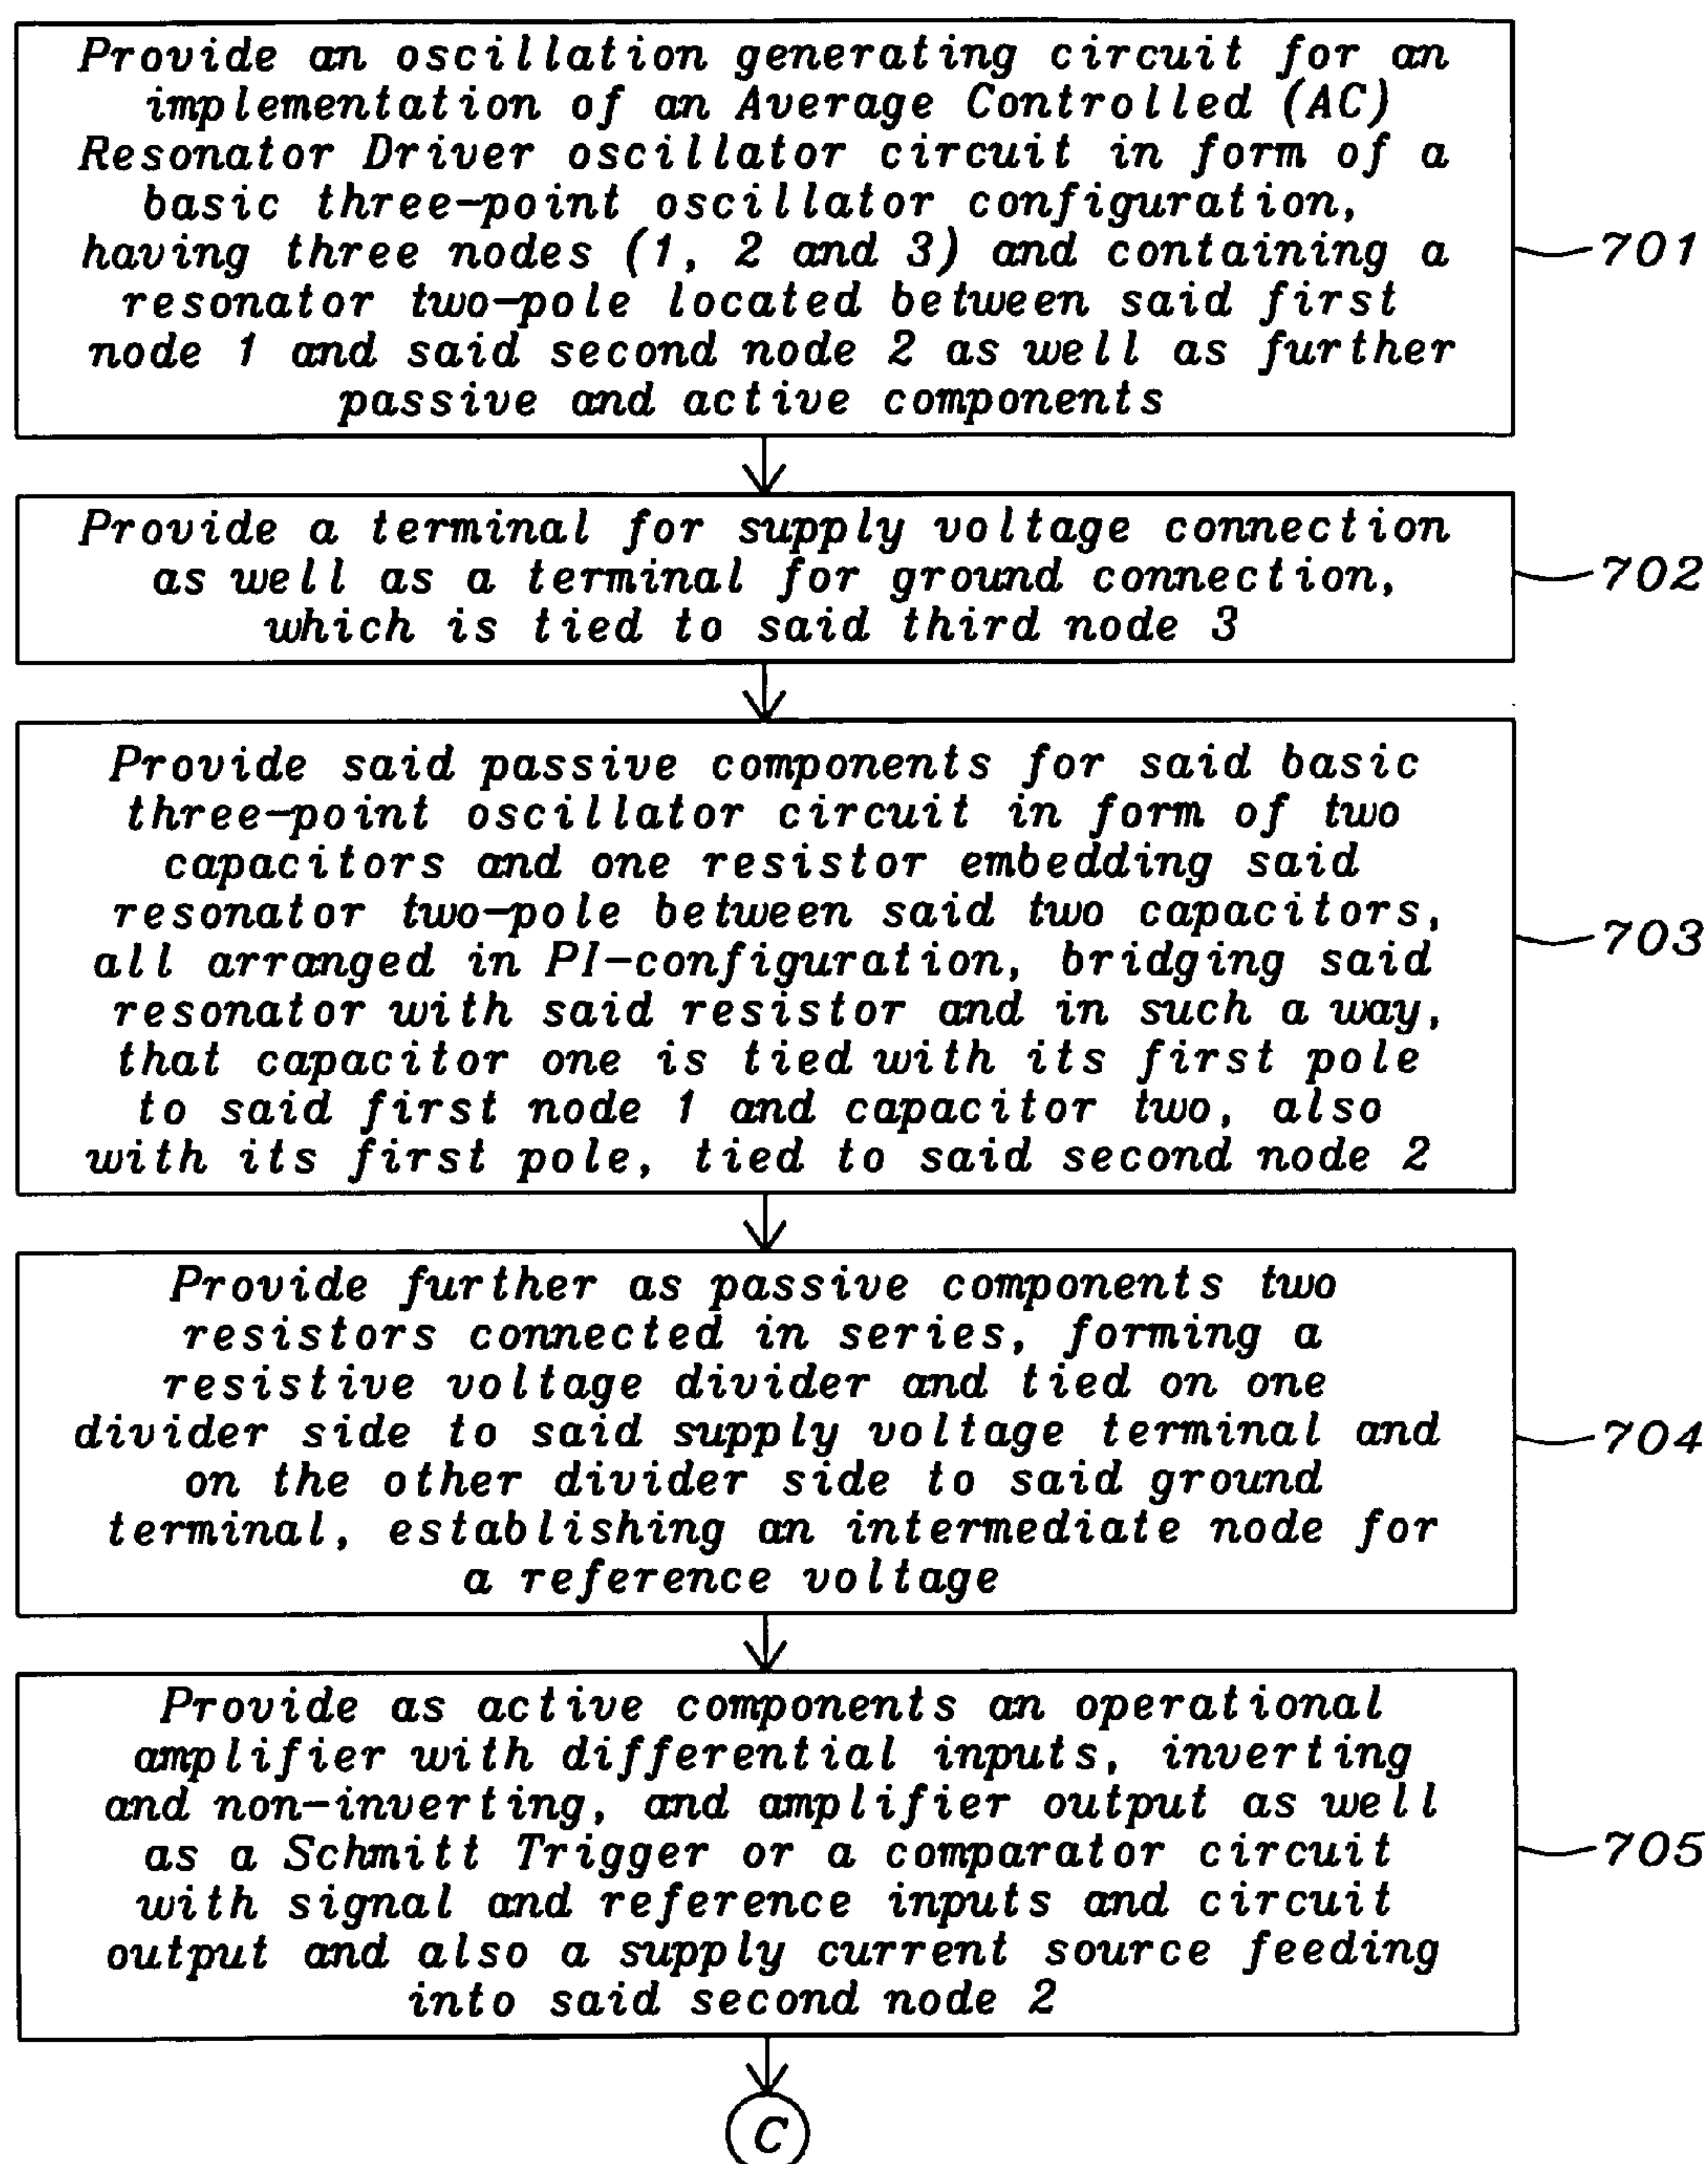 Provide an oscillation generating circuit for an
implementation of an Average Controlled (AC)
Resonator Driver oscillator circuit in form of a
basic three-point oscillator configuration,
having three nodes (1, 2 and 3) and containing a
resonator two-pole located between said first
node 1 and said second node 2 as well as further
passive and active components
701
Provide a terminal for supply voltage connection
as well as a terminal for ground connection,
which is tied to said third node 3
702
Provide said passive components for said basic
three-point oscillator circuit in form of two
capacitors and one resistor embedding said
resonator two-pole between said two capacitors,
all arranged in PI-configuration, bridging said
resonator with said resistor and in such a way,
that capacitor one is tied with its first pole
to said first node 1 and capacitor two, also
with its first pole, tied to said second node 2
703
Provide further as passive components two
resistors connected in series, forming a
resistive voltage divider and tied on one
divider side to said supply voltage terminal and
on the other divider side to said ground
terminal, establishing an intermediate node for
a reference voltage
704
Provide as active components an operational
amplifier with differential inputs, inverting
and non-inverting, and amplifier output as well
as a Schmitt Trigger or a comparator circuit
with signal and reference inputs and circuit
output and also a supply current source feeding
into said second node 2
705
C